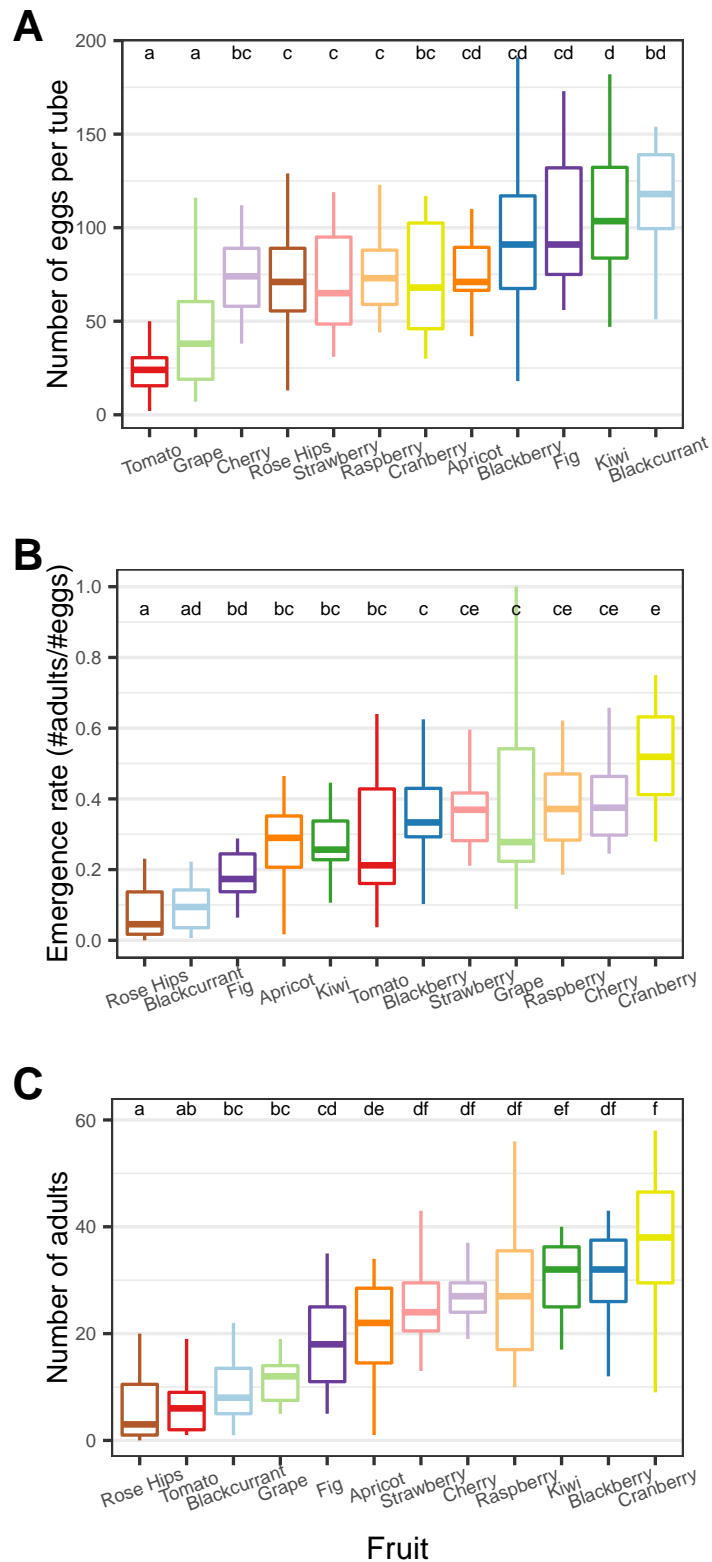 A
Number of eggs per tube
200
150
100
50
0
a a bc c c c bc cd cd cd d bd
Tomato Grape Cherry Rose Hips Strawberry Raspberry Cranberry Apricot Blackberry Fig Kiwi Blackcurrant
B
Emergence rate (#adults/#eggs)
1.0
0.8
0.6
0.4
0.2
0.0
a ad bd bc bc bc c ce c ce ce e
Rose Hips Blackcurrant Fig Apricot Kiwi Tomato Blackberry Strawberry Grape Raspberry Cherry Cranberry
C
Number of adults
60
40
20
0
a ab bc bc cd de df df df ef df f
Rose Hips Tomato Blackcurrant Grape Fig Apricot Strawberry Cherry Raspberry Kiwi Blackberry Cranberry
Fruit